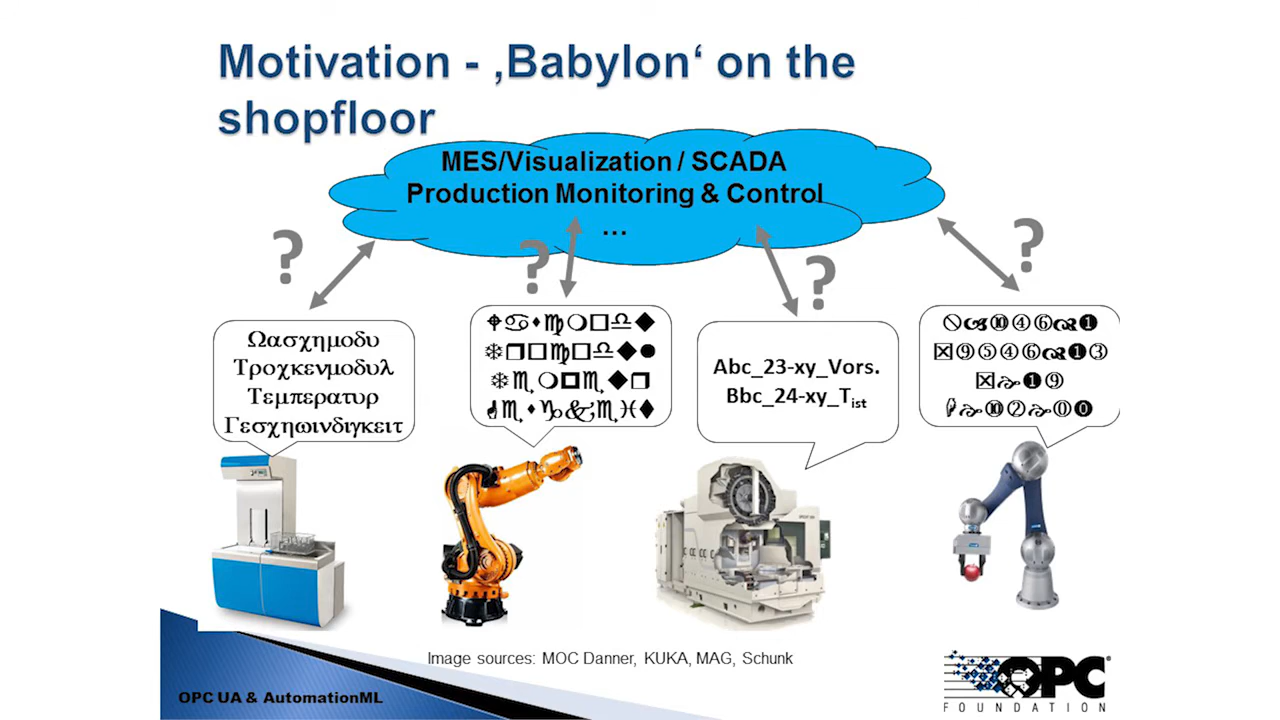 Motivation - ‚Babylon‘ on the
shopfloor
MES/Visualization / SCADA
Production Monitoring & Control
...
?
?
?
?
Ωασχημοδυ
Τροχκενμοδυλ
Τεμπερατυρ
Γεσχηωινδιγκειτ
Abc_23-xy_Vors.
Bbc_24-xy_Tist
Image sources: MOC Danner, KUKA, MAG, Schunk
OPC UA & AutomationML
OPC
FOUNDATION